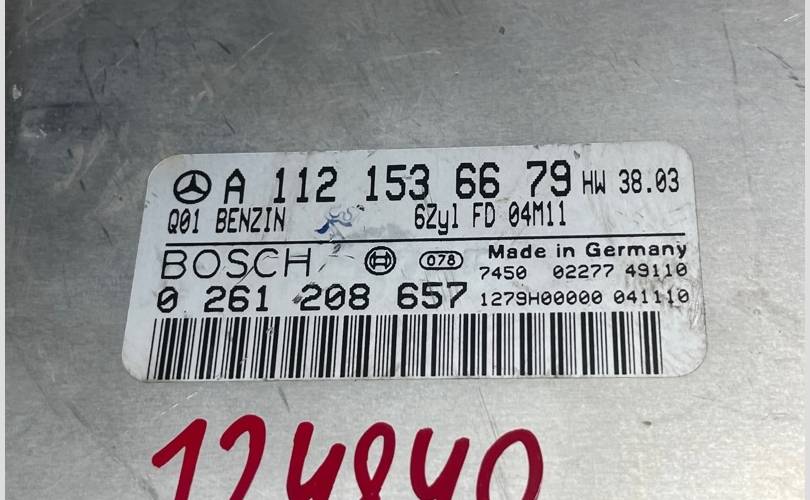 A 112 153 66 79 HW 38.03
Q01 BENZIN 6Zyl FD 04M11
BOSCH 078 Made in Germany
7450 02277 49110
0 261 208 657 1279H00000 041110
124840